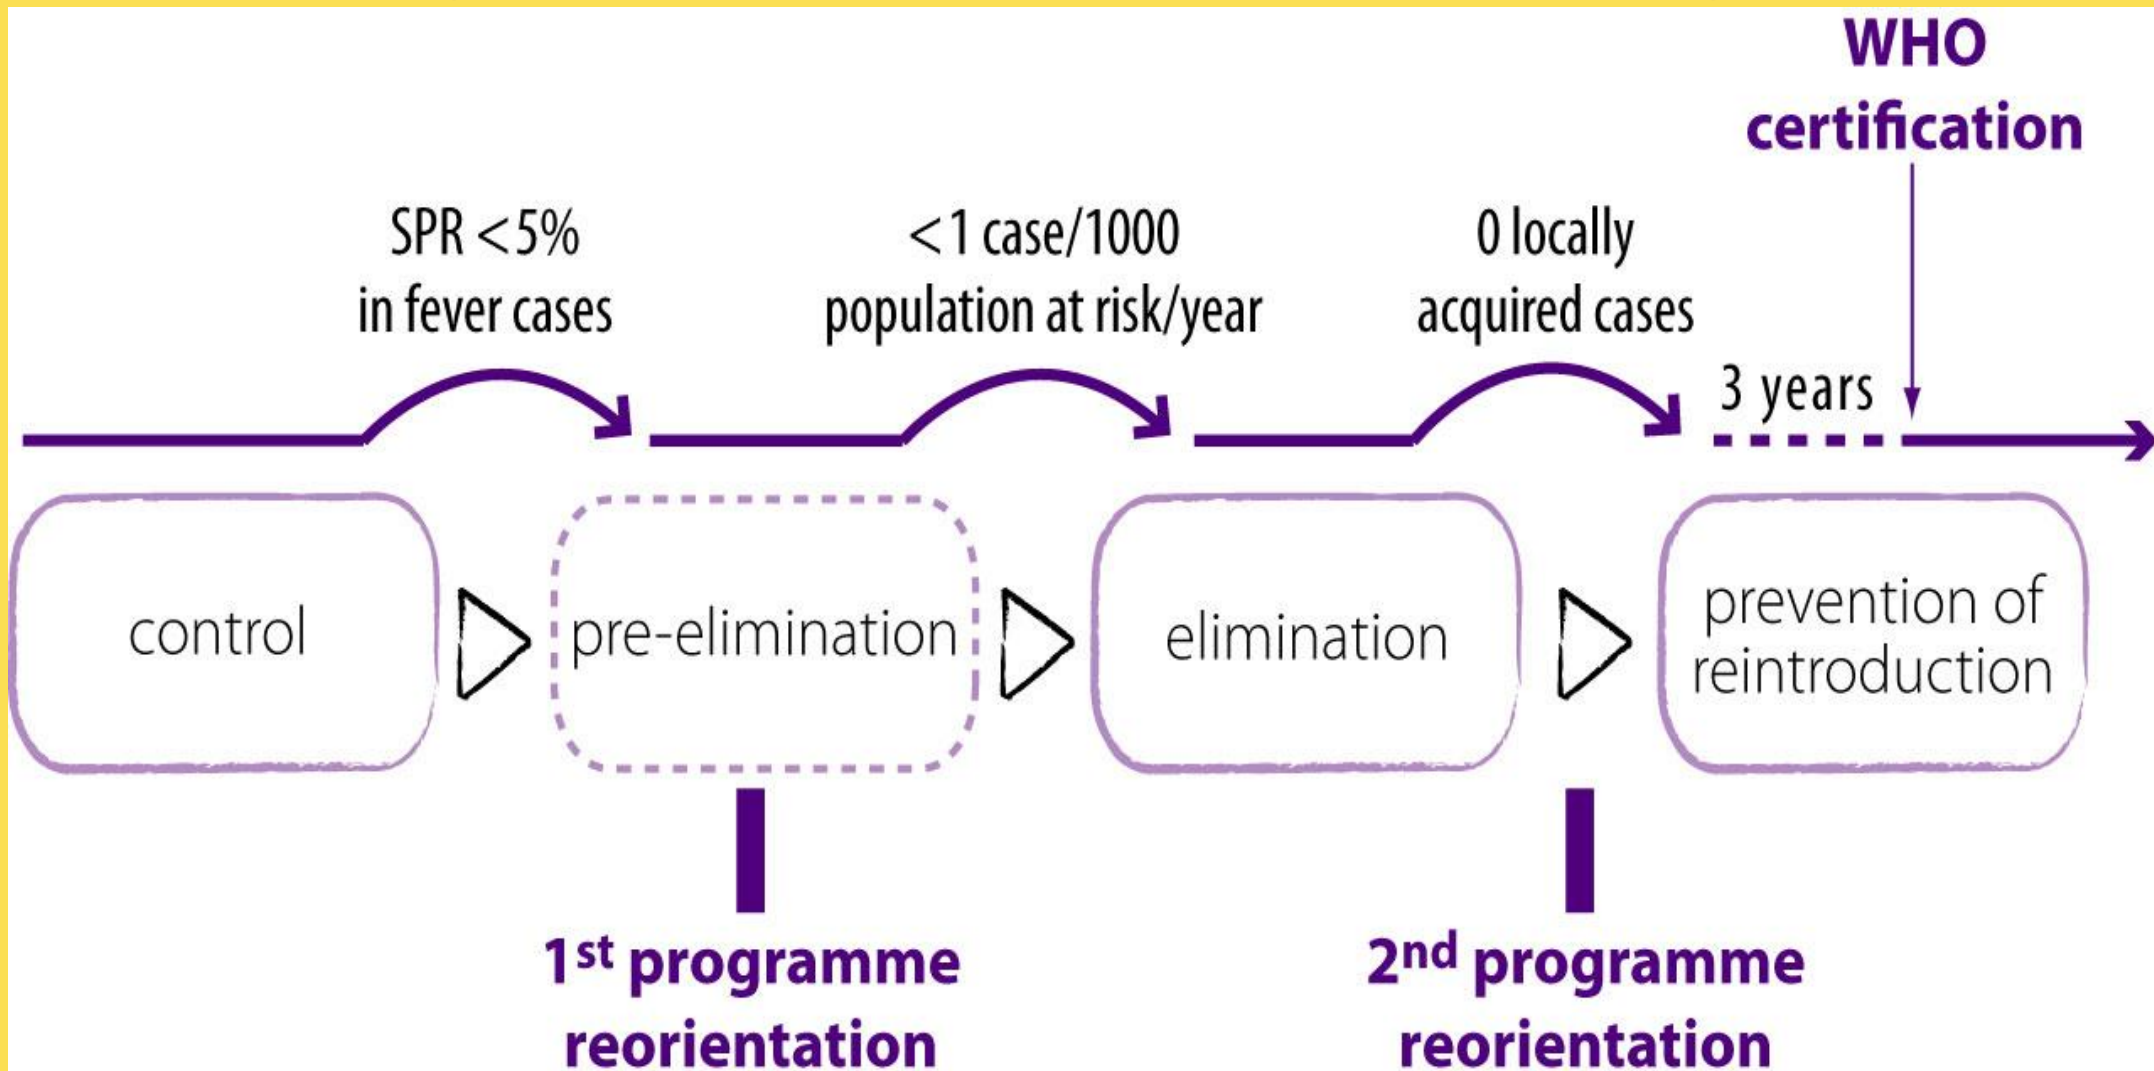 WHO
certification
SPR <5%
in fever cases
<1 case/1000
population at risk/year
0 locally
acquired cases
3 years
control
pre-elimination
elimination
prevention of
reintroduction
1st programme
reorientation
2nd programme
reorientation